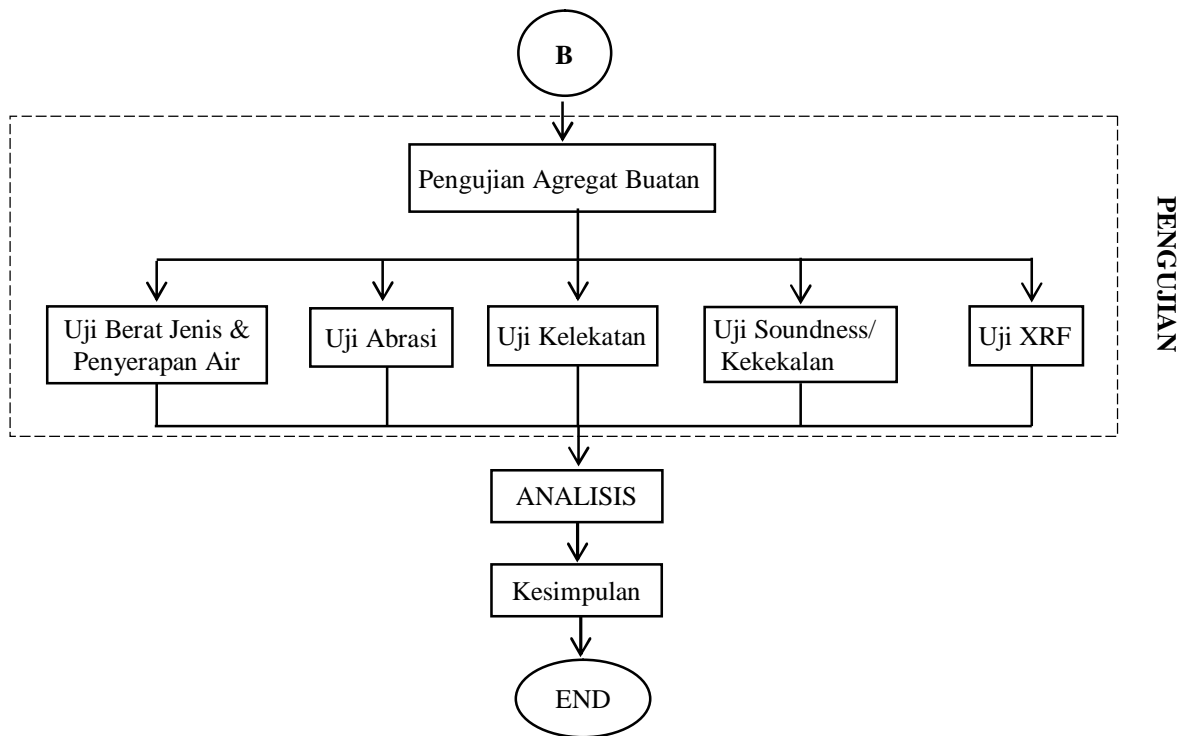 B
Pengujian Agregat Buatan
PENGUJIAN
Uji Berat Jenis &
Penyerapan Air
Uji Abrasi
Uji Kelekatan
Uji Soundness/
Kekekalan
Uji XRF
ANALISIS
Kesimpulan
END